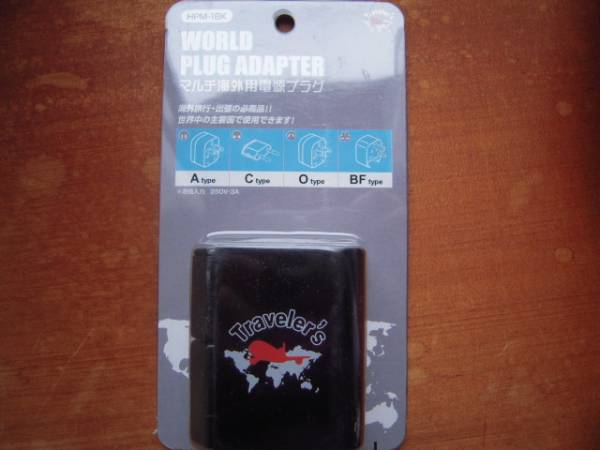 HPM-1BK
WORLD
PLUG ADAPTER
マルチ海外用電源プラグ
海外旅行・出張の必需品!!
世界中の主要国で使用できます!
A type
C type
O type
BF type
250V-3A
Traveler's